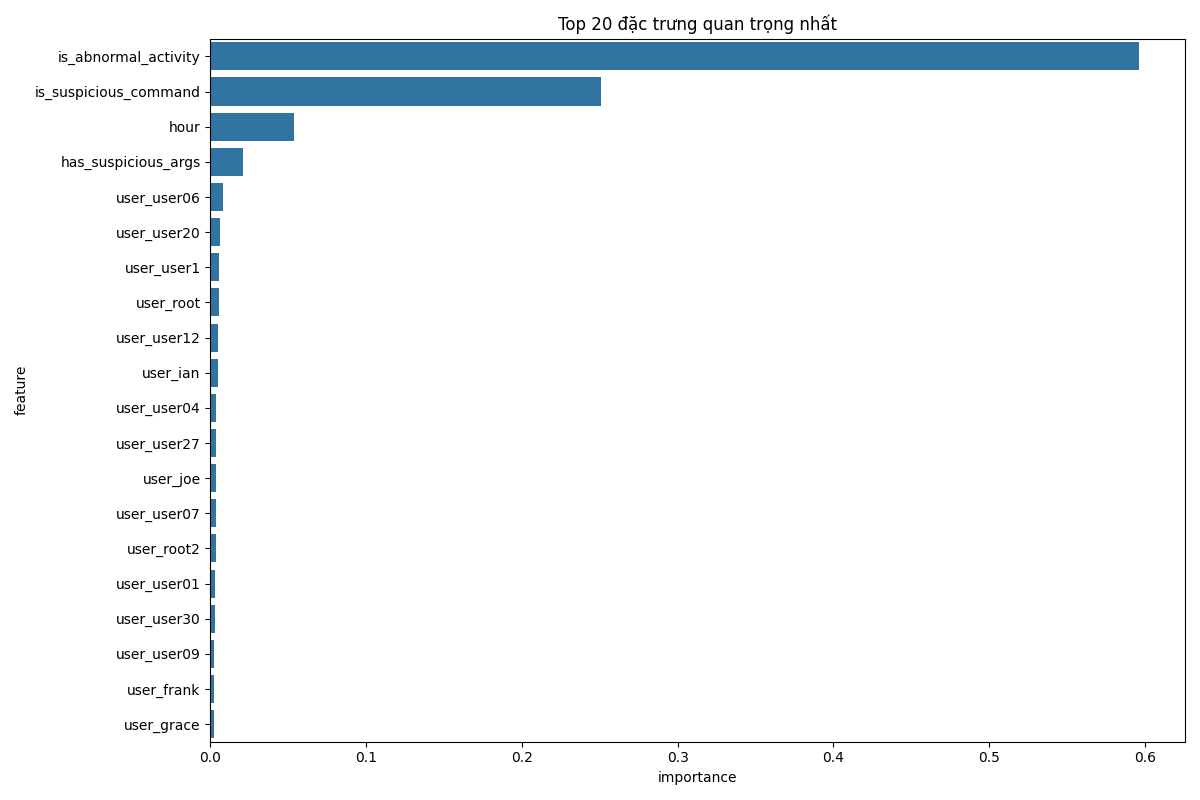 Top 20 đặc trưng quan trọng nhất
is_abnormal_activity
is_suspicious_command
hour
has_suspicious_args
user_user06
user_user20
user_user1
user_root
user_user12
user_ian
user_user04
user_user27
user_joe
user_user07
user_root2
user_user01
user_user30
user_user09
user_frank
user_grace
feature
0.0 0.1 0.2 0.3 0.4 0.5 0.6
importance